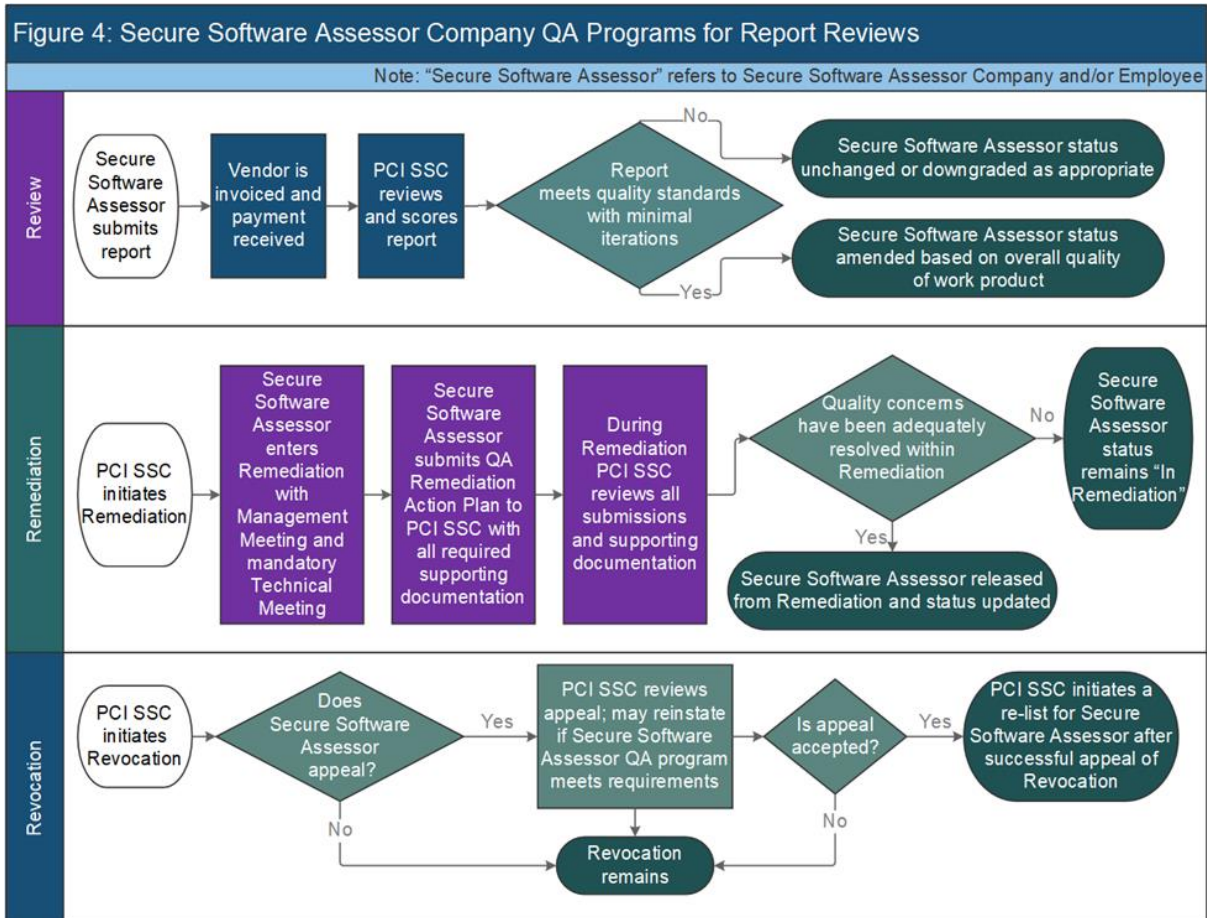 Figure 4: Secure Software Assessor Company QA Programs for Report Reviews
Note: “Secure Software Assessor” refers to Secure Software Assessor Company and/or Employee
Review
Secure
Software
Assessor
submits
report
Vendor is
invoiced and
payment
received
PCI SSC
reviews
and scores
report
Report
meets quality standards
with minimal
iterations
No
Secure Software Assessor status
unchanged or downgraded as appropriate
Yes
Secure Software Assessor status
amended based on overall quality
of work product
Remediation
PCI SSC
initiates
Remediation
Secure
Software
Assessor
enters
Remediation
with
Management
Meeting and
mandatory
Technical
Meeting
Secure
Software
Assessor
submits QA
Remediation
Action Plan to
PCI SSC with
all required
supporting
documentation
During
Remediation
PCI SSC
reviews all
submissions
and supporting
documentation
Quality concerns
have been adequately
resolved within
Remediation
No
Secure
Software
Assessor
status
remains “In
Remediation”
Yes
Secure Software Assessor released
from Remediation and status updated
Revocation
PCI SSC
initiates
Revocation
Does
Secure Software
Assessor
appeal?
Yes
PCI SSC reviews
appeal; may reinstate
if Secure Software
Assessor QA program
meets requirements
Is appeal
accepted?
Yes
PCI SSC initiates a
re-list for Secure
Software Assessor after
successful appeal of
Revocation
No
No
Revocation
remains